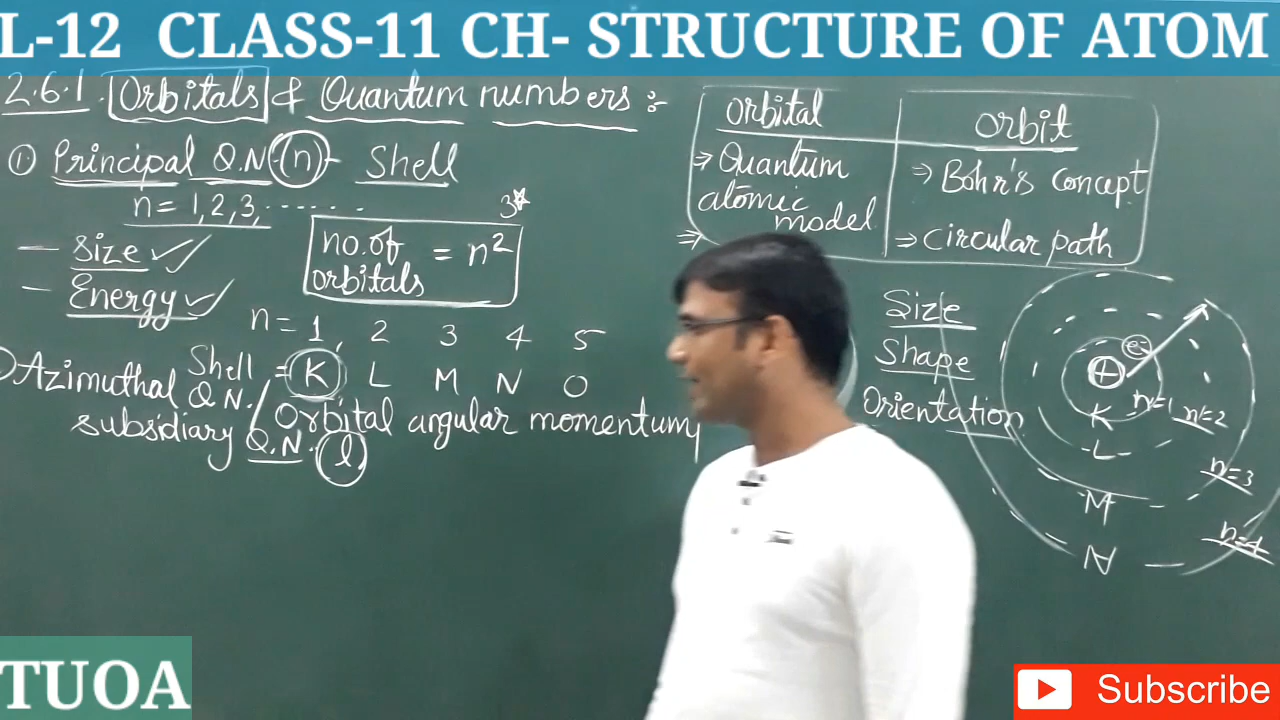 L-12 CLASS-11 CH- STRUCTURE OF ATOM
2.6.1. Orbitals & Quantum numbers :-
① Principal Q.N.(n)- Shell
n= 1,2,3,.......
3*
- Size ✓
- Energy ✓
no. of orbitals = n²
n = 1, 2 3 4 5
Shell = K L M N O
Azimuthal Q.N./ Orbital angular momentum,
subsidiary Q.N. (l)
Orbital
⇒ Quantum
atomic
model
⇒
Orbit
⇒ Bohr's concept
⇒ Circular path
Size
Shape
Orientation
+
e-
K
L
M
N
n=1
n=2
n=3
n=4
TUOA
Subscribe